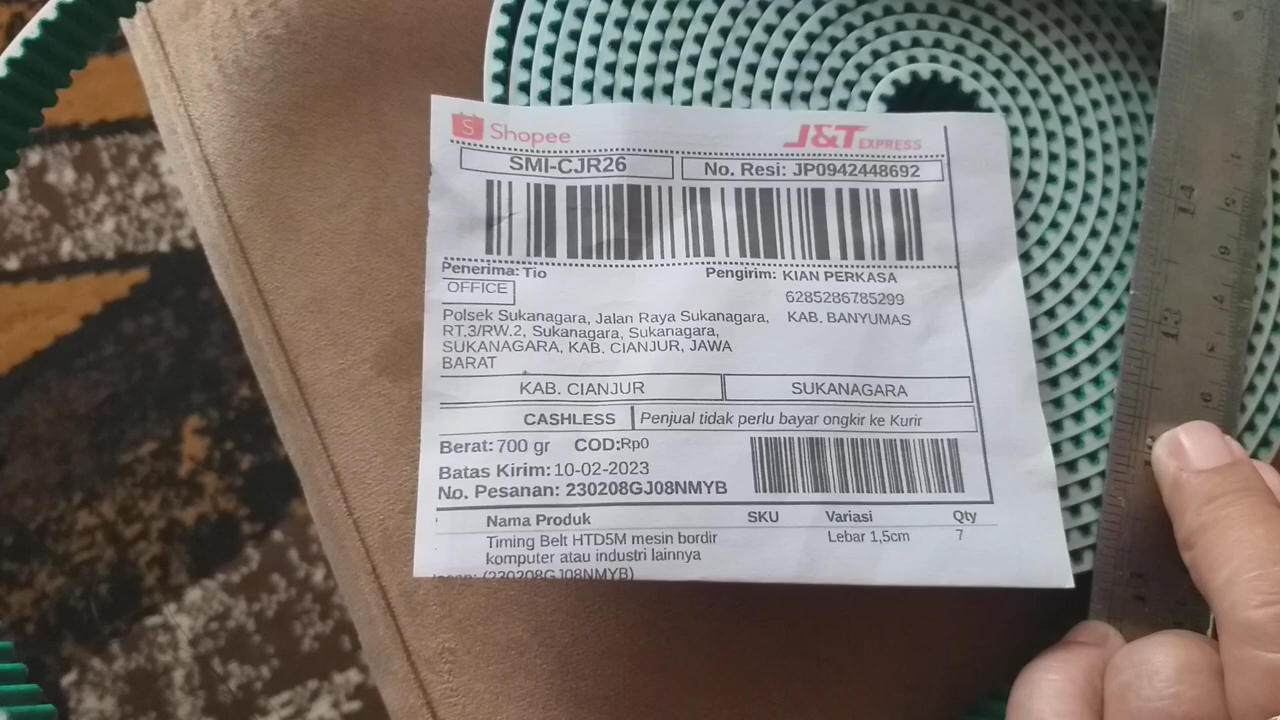 Shopee
J&T EXPRESS
SMI-CJR26
No. Resi: JP0942448692
Penerima: Tio
OFFICE
Polsek Sukanagara, Jalan Raya Sukanagara,
RT.3/RW.2, Sukanagara, Sukanagara,
SUKANAGARA, KAB. CIANJUR, JAWA
BARAT
Pengirim: KIAN PERKASA
6285286785299
KAB. BANYUMAS
KAB. CIANJUR
SUKANAGARA
CASHLESS
Penjual tidak perlu bayar ongkir ke Kurir
Berat: 700 gr COD:Rp0
Batas Kirim: 10-02-2023
No. Pesanan: 230208GJ08NMYB
Nama Produk SKU Variasi Qty
Timing Belt HTD5M mesin bordir Lebar 1,5cm 7
komputer atau industri lainnya
(230208GJ08NMYB)
14
13